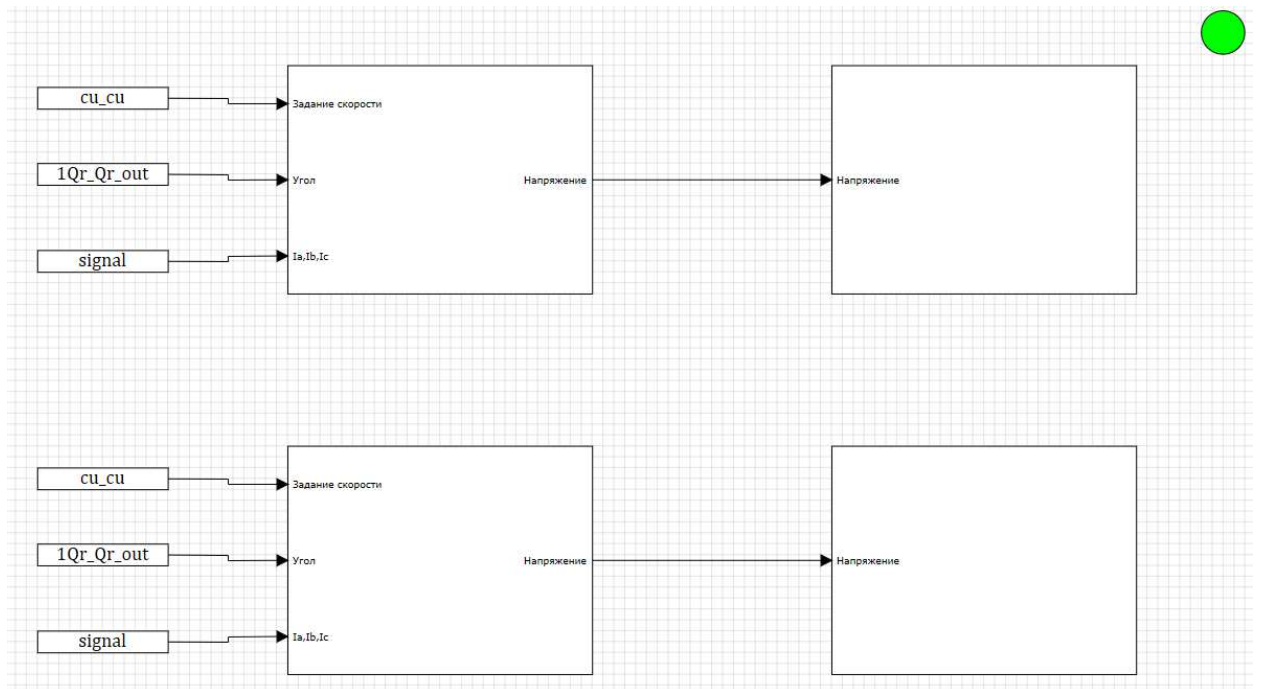 cu_cu
Задание скорости
1Qr_Qr_out
Угол
Напряжение
Напряжение
signal
Ia,Ib,Ic
cu_cu
Задание скорости
1Qr_Qr_out
Угол
Напряжение
Напряжение
signal
Ia,Ib,Ic